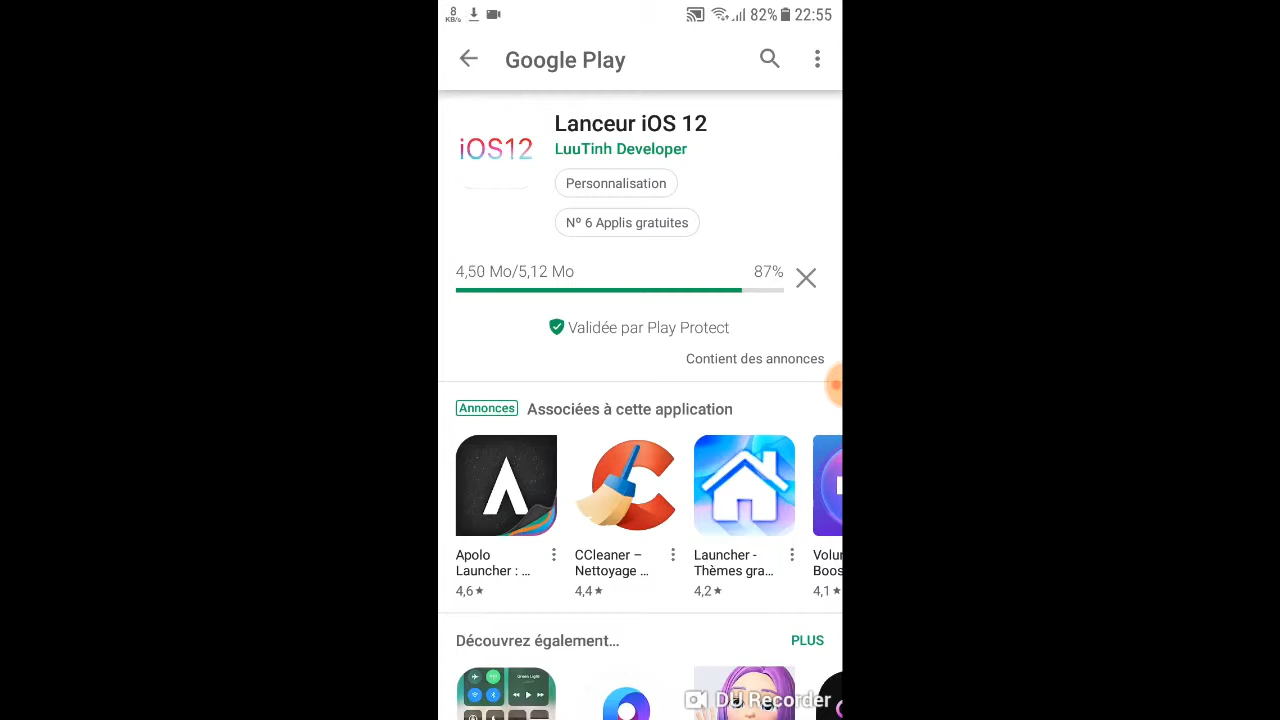 8
KB/s
82% 22:55
Google Play
iOS12
Lanceur iOS 12
LuuTinh Developer
Personnalisation
Nº 6 Applis gratuites
4,50 Mo/5,12 Mo 87%
Validée par Play Protect
Contient des annonces
Annonces Associées à cette application
Apolo
Launcher : ...
4,6★
CCleaner –
Nettoyage ...
4,4★
Launcher -
Thèmes gra...
4,2★
Volu
Boos
4,1★
Découvrez également...
PLUS
Green Light
DU Recorder